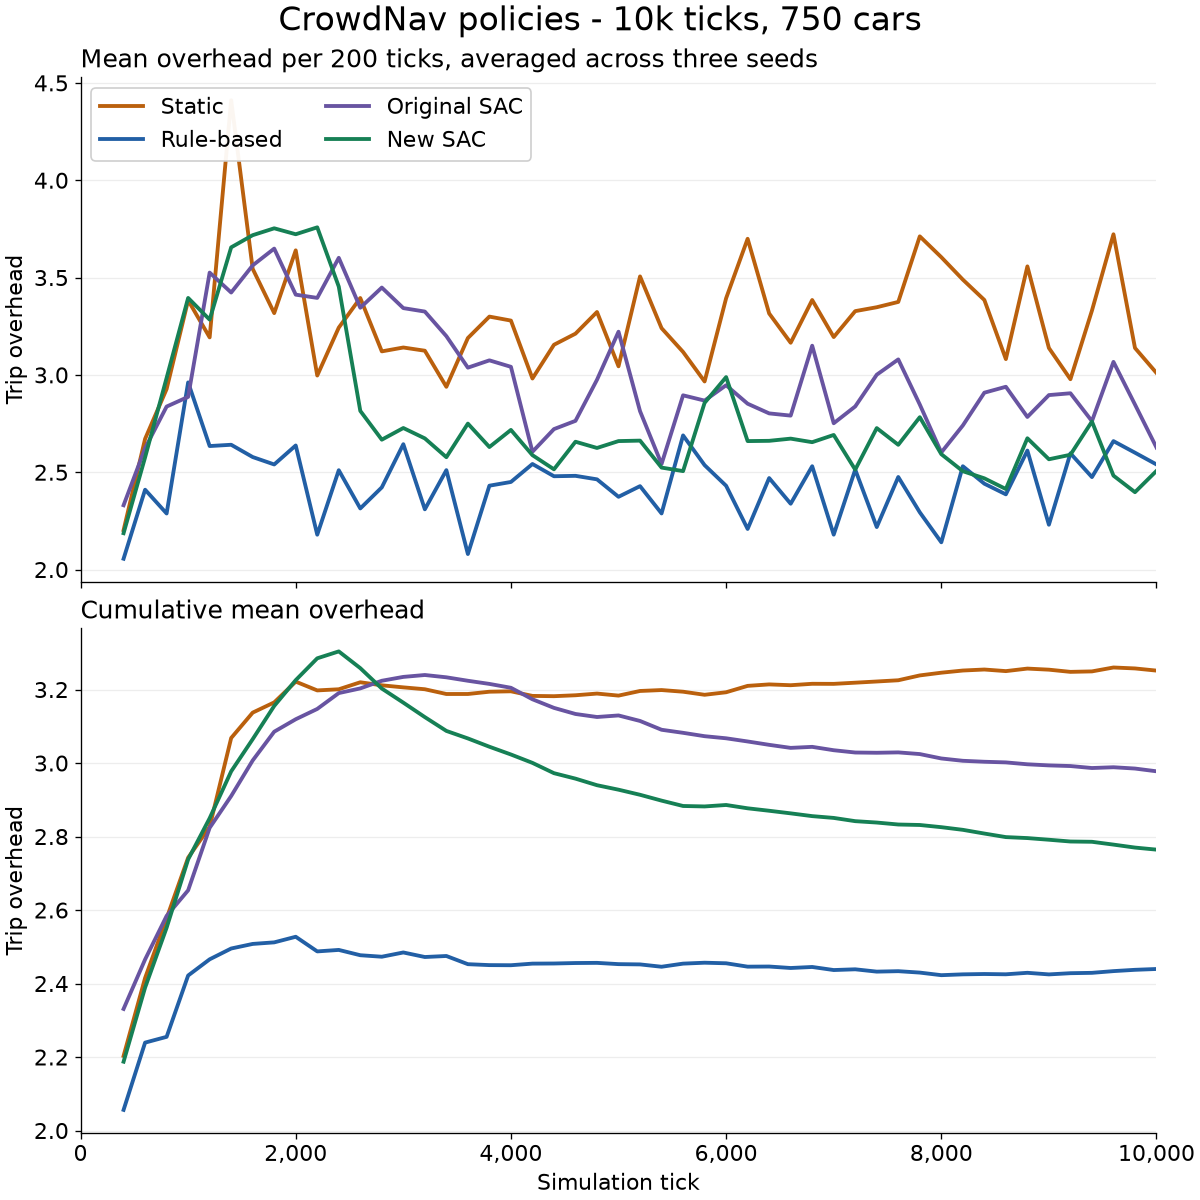 CrowdNav policies - 10k ticks, 750 cars
Mean overhead per 200 ticks, averaged across three seeds
Static
Original SAC
Rule-based
New SAC
Trip overhead
4.5
4.0
3.5
3.0
2.5
2.0
Cumulative mean overhead
Trip overhead
3.2
3.0
2.8
2.6
2.4
2.2
2.0
0
2,000
4,000
6,000
8,000
10,000
Simulation tick